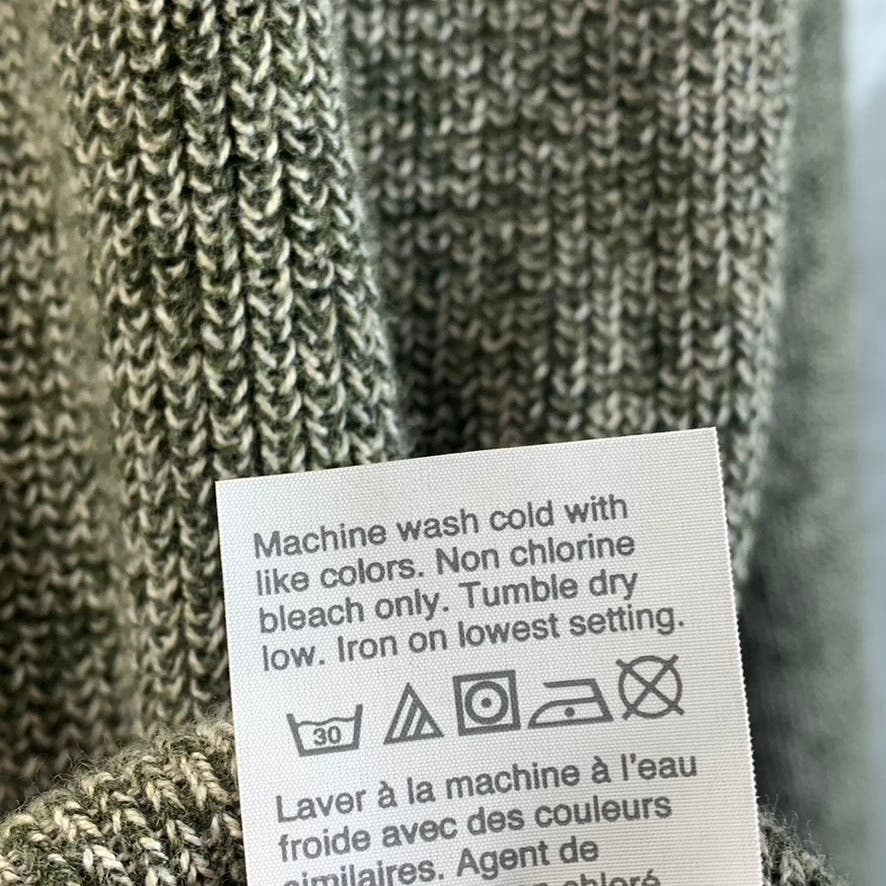 Machine wash cold with
like colors. Non chlorine
bleach only. Tumble dry
low. Iron on lowest setting.
30
Laver à la machine à l'eau
froide avec des couleurs
similaires. Agent de
chloré